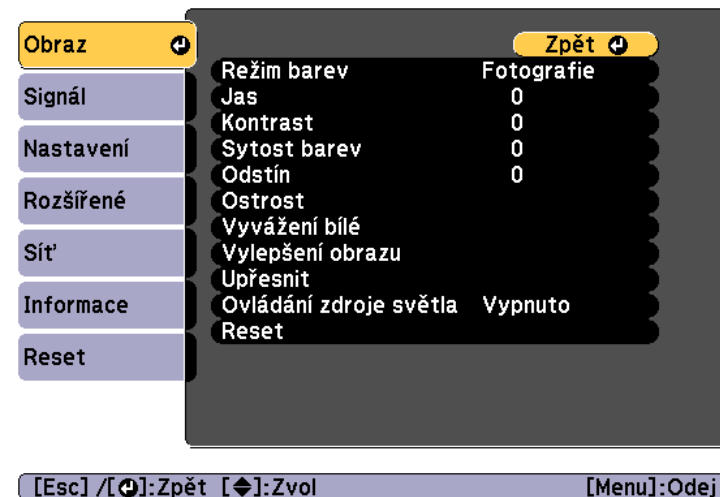 Obraz
Signál
Nastavení
Rozšířené
Síť
Informace
Reset
Zpět
Režim barev Fotografie
Jas 0
Kontrast 0
Sytost barev 0
Odstín 0
Ostrost
Vyvážení bílé
Vylepšení obrazu
Upřesnit
Ovládání zdroje světla Vypnuto
Reset
[Esc] /[ ]:Zpět [ ]:Zvol [Menu]:Odej